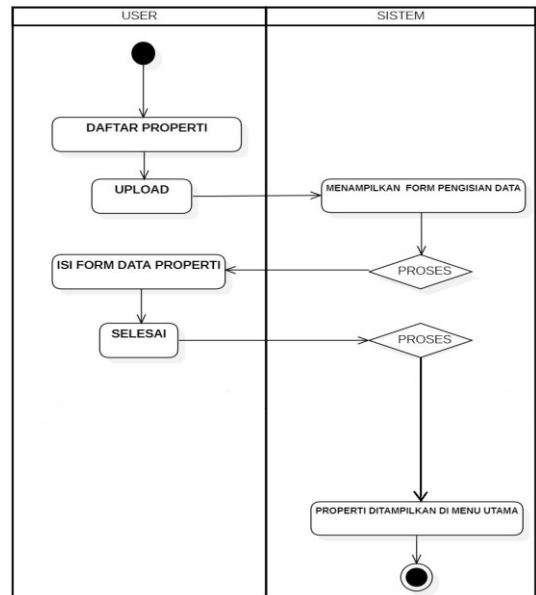 USER
SISTEM
DAFTAR PROPERTI
UPLOAD
MENAMPILKAN FORM PENGISIAN DATA
ISI FORM DATA PROPERTI
PROSES
SELESAI
PROSES
PROPERTI DITAMPILKAN DI MENU UTAMA